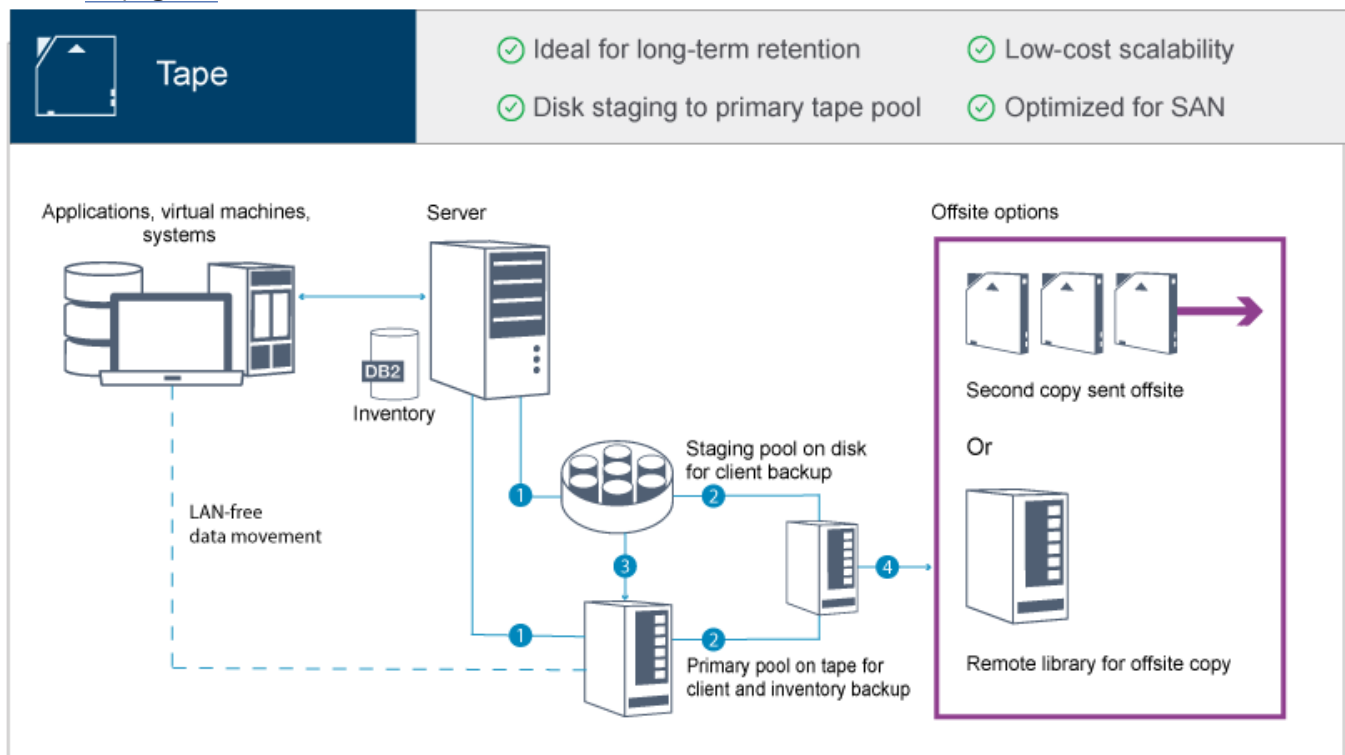 Tape
Ideal for long-term retention
Low-cost scalability
Disk staging to primary tape pool
Optimized for SAN
Applications, virtual machines,
systems
Server
Offsite options
DB2
Inventory
Second copy sent offsite
Staging pool on disk
for client backup
Or
1
2
LAN-free
data movement
3
4
1
2
Primary pool on tape for
client and inventory backup
Remote library for offsite copy